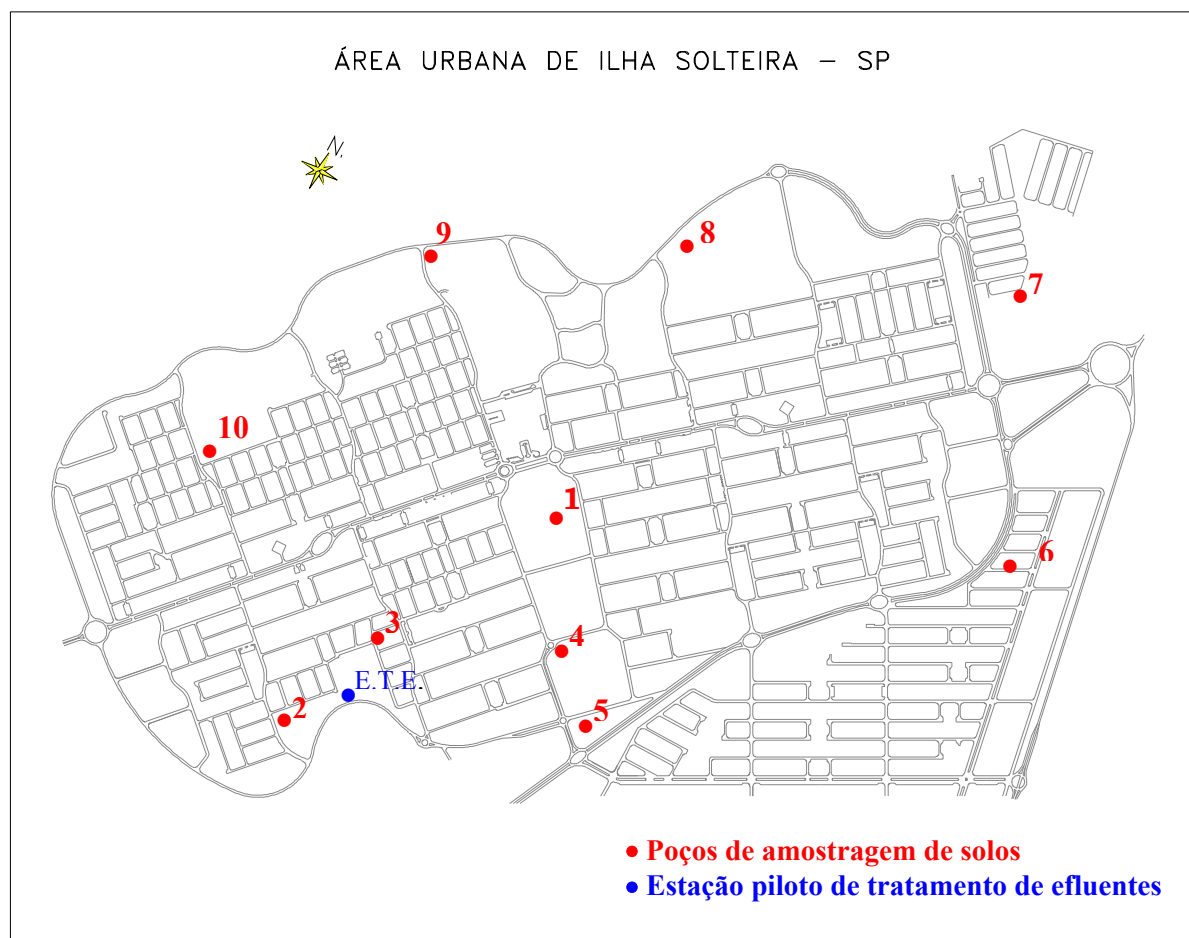 ÁREA URBANA DE ILHA SOLTEIRA – SP
N.
9
8
7
10
1
6
3
4
E.T.E.
2
5
Poços de amostragem de solos
Estação piloto de tratamento de efluentes